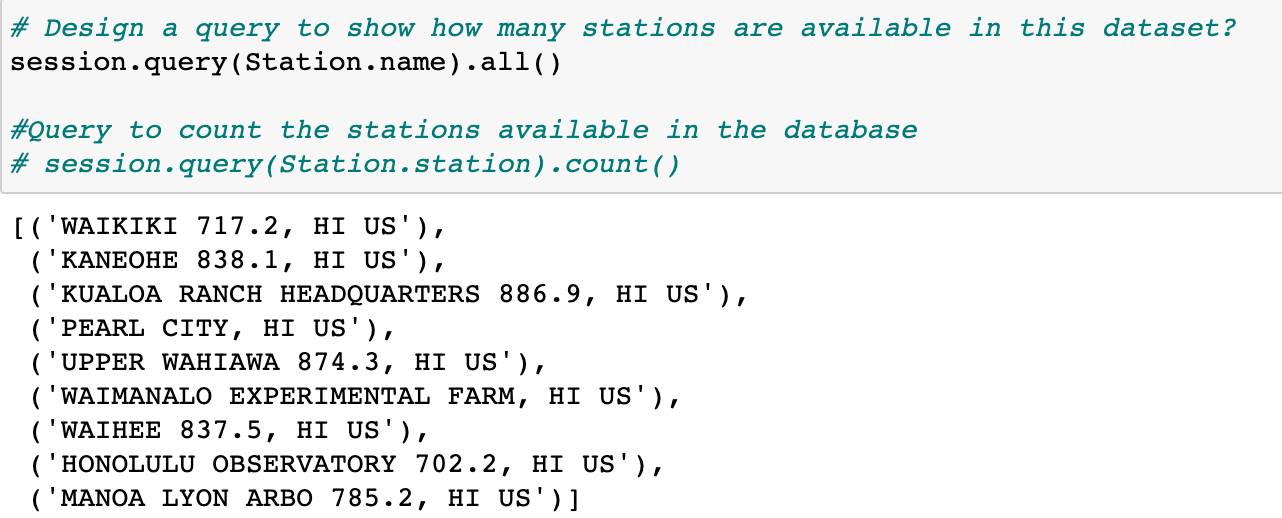 # Design a query to show how many stations are available in this dataset?
session.query(Station.name).all()
#Query to count the stations available in the database
# session.query(Station.station).count()
[('WAIKIKI 717.2, HI US'),
('KANEOHE 838.1, HI US'),
('KUALOA RANCH HEADQUARTERS 886.9, HI US'),
('PEARL CITY, HI US'),
('UPPER WAHIAWA 874.3, HI US'),
('WAIMANALO EXPERIMENTAL FARM, HI US'),
('WAIHEE 837.5, HI US'),
('HONOLULU OBSERVATORY 702.2, HI US'),
('MANOA LYON ARBO 785.2, HI US')]